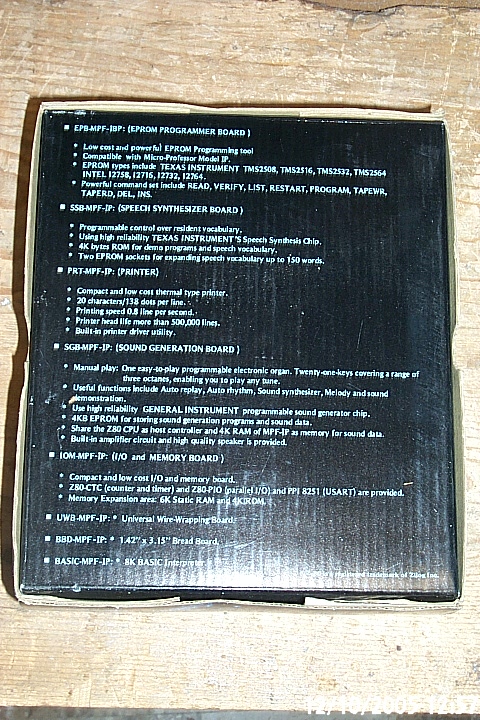 ■ EPB-MPF-IBP: (EPROM PROGRAMMER BOARD )
• Low cost and powerful EPROM Programming tool
• Compatible with Micro-Professor Model IP.
• EPROM types include TEXAS INSTRUMENT TMS2508, TMS2516, TMS2532, TMS2564
INTEL I2758, I2716, I2732, I2764.
• Powerful command set include READ, VERIFY, LIST, RESTART, PROGRAM, TAPEWR,
TAPERD, DEL, INS.
■ SSB-MPF-IP: (SPEECH SYNTHESIZER BOARD )
• Programmable control over resident vocabulary.
• Using high reliability TEXAS INSTRUMENT'S Speech Synthesis Chip.
• 4K bytes ROM for demo programs and speech vocabulary.
• Two EPROM sockets for expanding speech vocabulary up to 150 words.
■ PRT-MPF-IP: (PRINTER)
• Compact and low cost thermal type printer.
• 20 characters/138 dots per line.
• Printing speed 0.8 line per second.
• Printer head life more than 500,000 lines.
• Built-in printer driver utility.
■ SGB-MPF-IP: (SOUND GENERATION BOARD )
• Manual play: One easy-to-play programmable electronic organ. Twenty-one-keys covering a range of
three octaves, enabling you to play any tune.
• Useful functions include Auto replay, Auto rhythm, Sound synthesizer, Melody and sound
demonstration.
• Use high reliability GENERAL INSTRUMENT programmable sound generator chip.
• 4KB EPROM for storing sound generation programs and sound data.
• Share the Z80 CPU as host controller and 4K RAM of MPF-IP as memory for sound data.
• Built-in amplifier circuit and high quality speaker is provided.
■ IOM-MPF-IP: (I/O and MEMORY BOARD )
• Compact and low cost I/O and memory board.
• Z80-CTC (counter and timer) and Z80-PIO (parallel I/O) and PPI 8251 (USART) are provided.
• Memory Expansion area: 6K Static RAM and 4K ROM.
■ UWB-MPF-IP: • Universal Wire-Wrapping Board.
■ BBD-MPF-IP: • 1.42" x 3.15" Bread Board.
■ BASIC-MPF-IP: • 8K BASIC Interpreter
registered trademark of Zilog Inc.